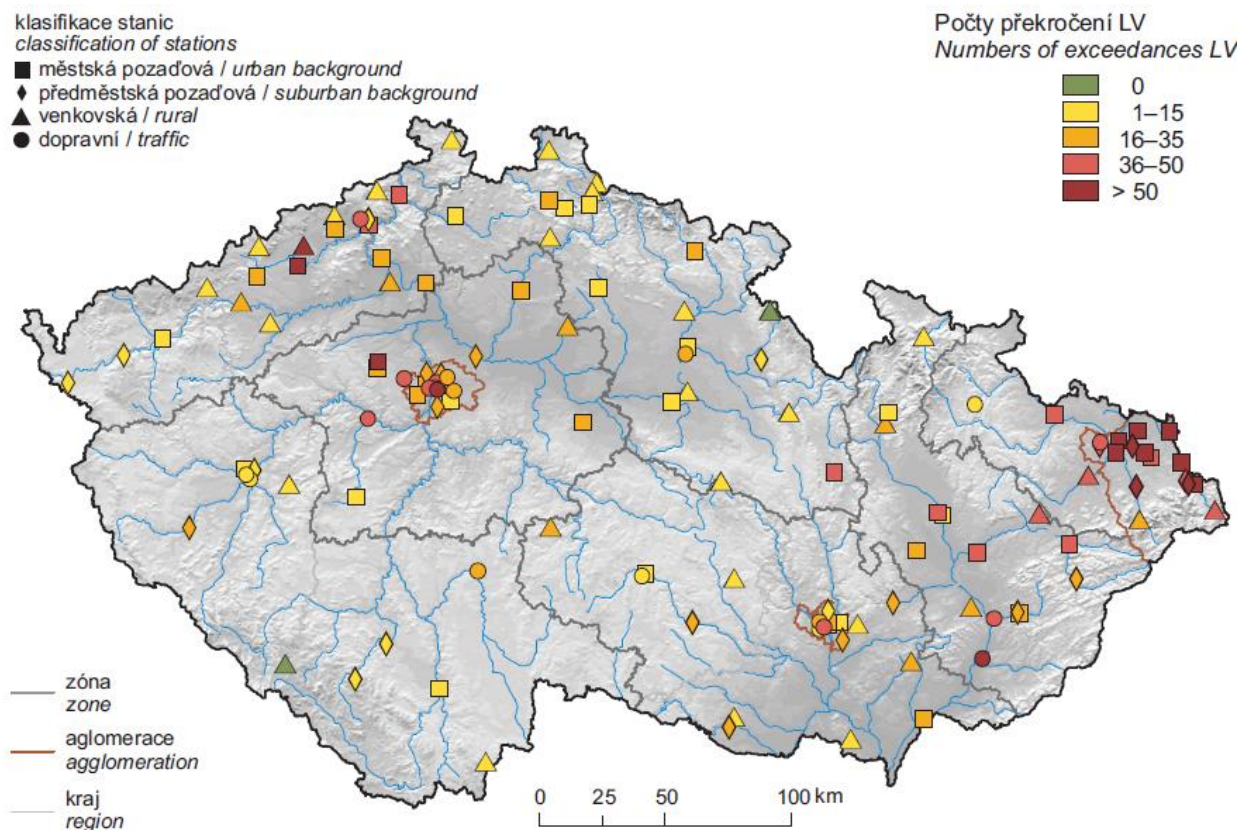 klasifikace stanic
classification of stations
městská pozaďová / urban background
předměstská pozaďová / suburban background
venkovská / rural
dopravní / traffic
Počty překročení LV
Numbers of exceedances LV
0
1–15
16–35
36–50
> 50
zóna
zone
aglomerace
agglomeration
kraj
region
0 25 50 100 km